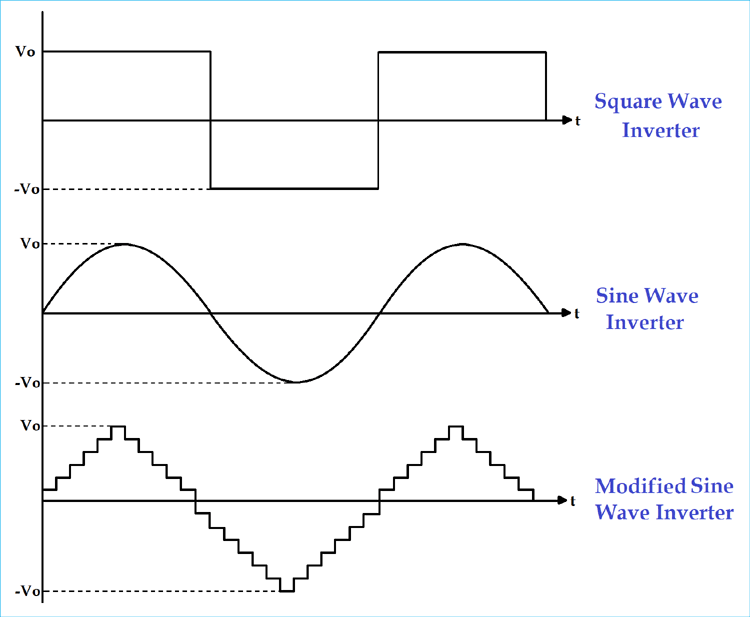 Vo
Square Wave
Inverter
t
-Vo
Vo
Sine Wave
Inverter
t
-Vo
Vo
Modified Sine
Wave Inverter
t
-Vo